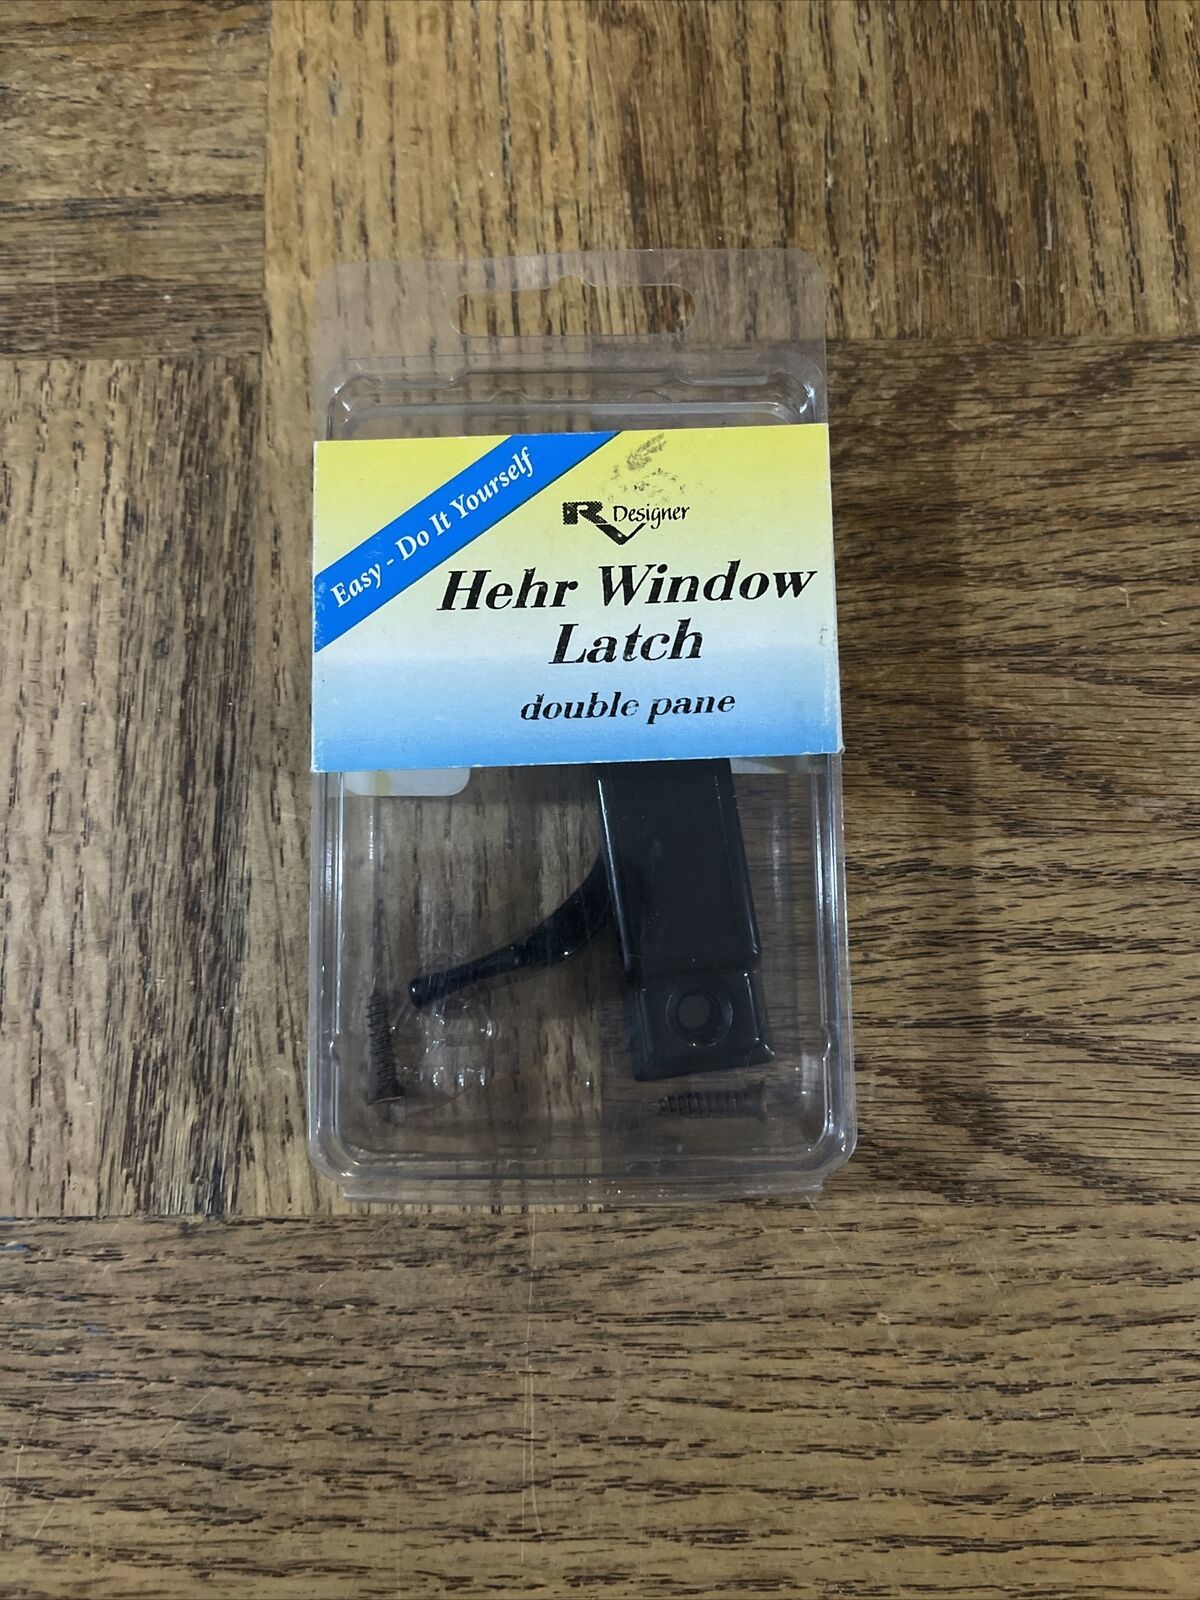 Easy - Do It Yourself
RV Designer
Hehr Window
Latch
double pane